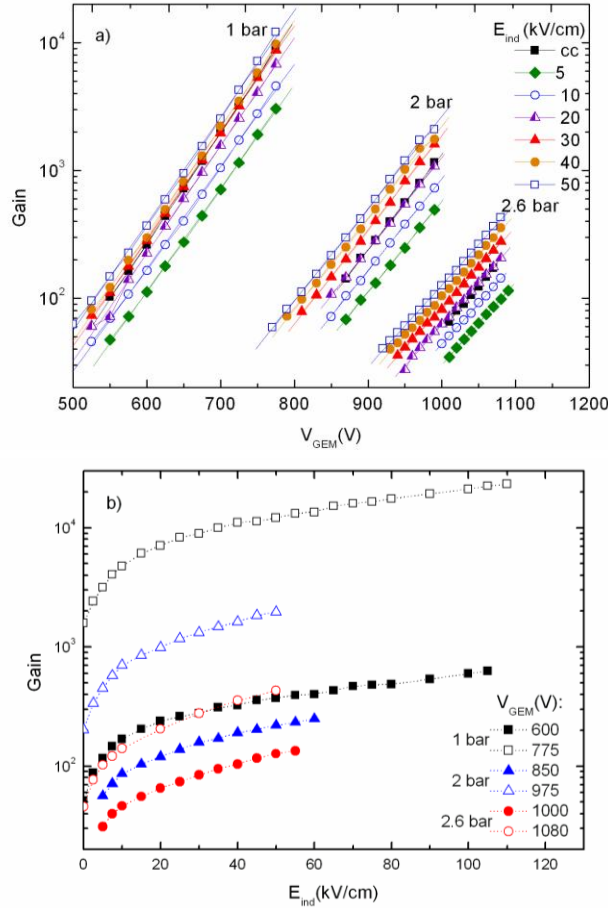 a)
1 bar
2 bar
2.6 bar
E_ind (kV/cm)
cc
5
10
20
30
40
50
10^4
10^3
10^2
Gain
500 600 700 800 900 1000 1100 1200
V_GEM(V)
b)
10^4
10^3
10^2
Gain
V_GEM(V):
1 bar
600
775
2 bar
850
975
2.6 bar
1000
1080
0 20 40 60 80 100 120
E_ind(kV/cm)